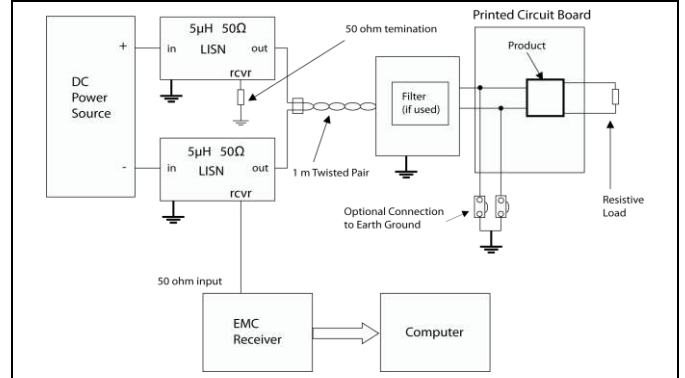 Printed Circuit Board
5µH 50Ω
LISN
in
out
rcvr
50 ohm temination
Product
+
DC
Power
Source
-
Filter
(if used)
5µH 50Ω
LISN
in
out
rcvr
1 m Twisted Pair
Optional Connection
to Earth Ground
Resistive
Load
50 ohm input
EMC
Receiver
Computer